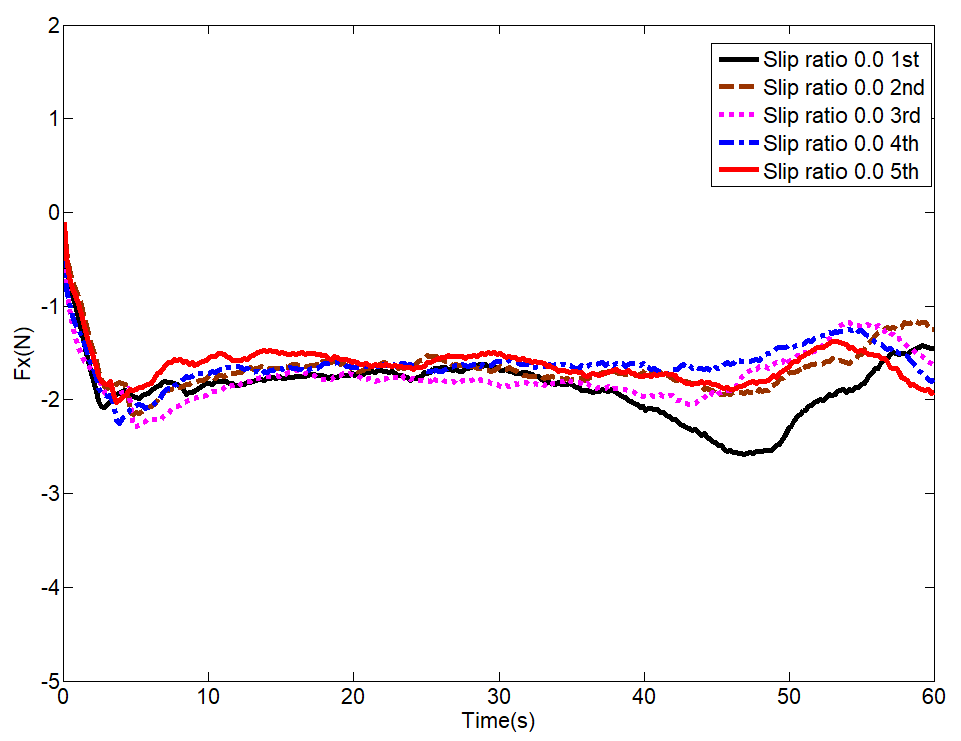 2
1
0
-1
-2
-3
-4
-5
Fx(N)
0 10 20 30 40 50 60
Time(s)
Slip ratio 0.0 1st
Slip ratio 0.0 2nd
Slip ratio 0.0 3rd
Slip ratio 0.0 4th
Slip ratio 0.0 5th